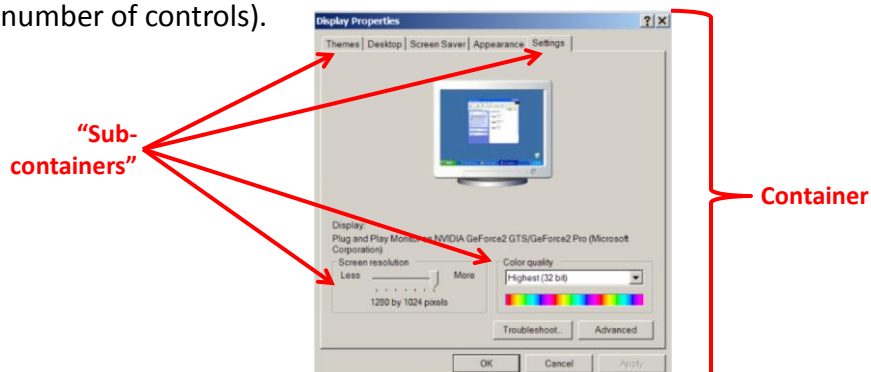 number of controls).
Display Properties
Themes Desktop Screen Saver Appearance Settings
“Sub-
containers”
Container
Display:
Plug and Play Monitor on NVIDIA GeForce2 GTS/GeForce2 Pro (Microsoft
Corporation)
Screen resolution
Less More
1280 by 1024 pixels
Color quality
Highest (32 bit)
Troubleshoot... Advanced
OK Cancel Apply